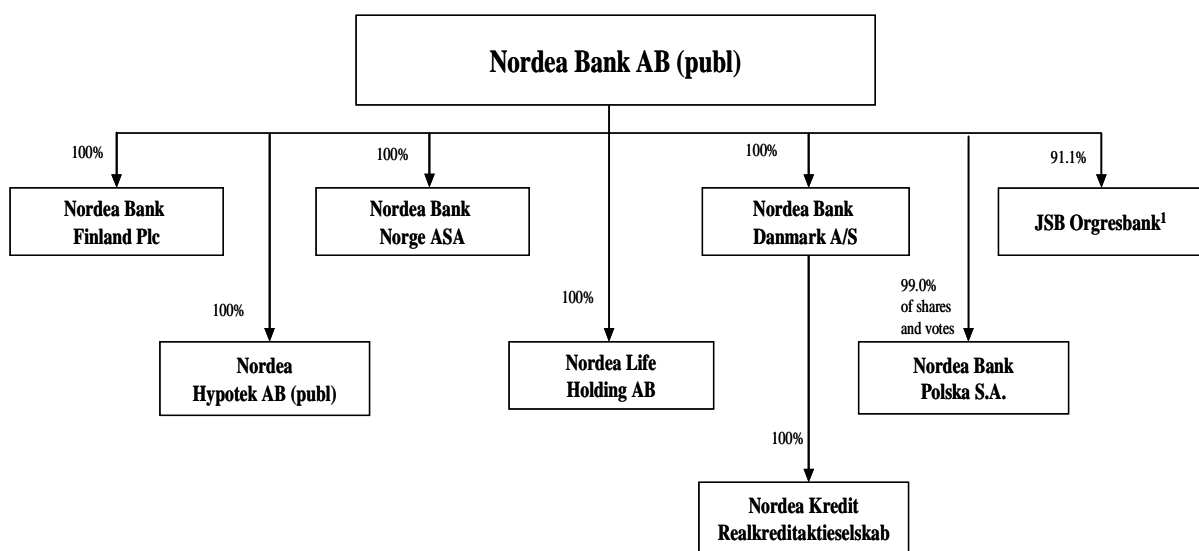 Nordea Bank AB (publ)
100%
100%
100%
91.1%
Nordea Bank
Finland Plc
Nordea Bank
Norge ASA
Nordea Bank
Danmark A/S
JSB Orgresbank¹
100%
100%
99.0%
of shares
and votes
Nordea
Hypotek AB (publ)
Nordea Life
Holding AB
Nordea Bank
Polska S.A.
100%
Nordea Kredit
Realkreditaktieselskab